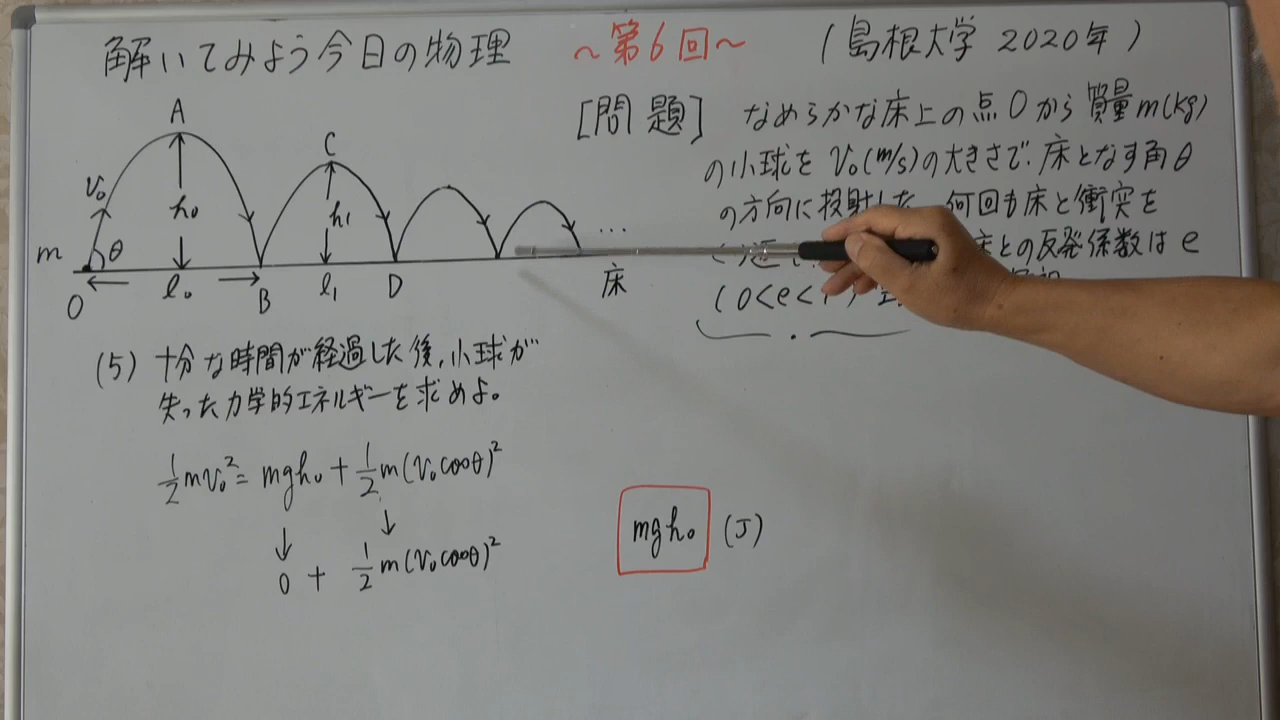 解いてみよう今日の物理 ～第6回～ (島根大学 2020年)
[問題] なめらかな床上の点Oから質量m(kg)
の小球をv₀(m/s)の大きさで、床となす角θ
の方向に投射した。何回も床と衝突を
床との反発係数はe
(0<e<1)
A
C
v₀
h₀
h₁
m
θ
O
l₀
B
l₁
D
…
床
(5) 十分な時間が経過した後、小球が
失った力学的エネルギーを求めよ。
½mv₀² = mgh₀ + ½m(v₀cosθ)²
↓ ↓
0 + ½m(v₀cosθ)²
mgh₀ (J)